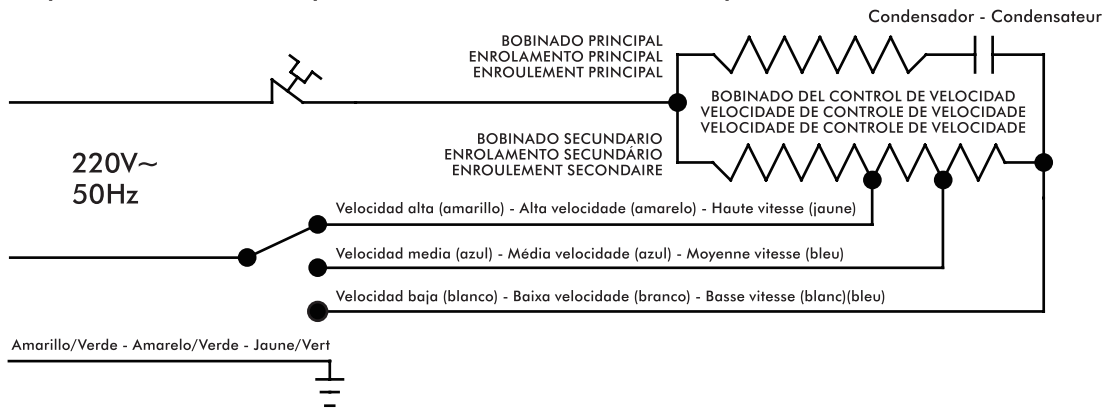 Condensador - Condensateur
BOBINADO PRINCIPAL
ENROLAMENTO PRINCIPAL
ENROULEMENT PRINCIPAL
BOBINADO DEL CONTROL DE VELOCIDAD
VELOCIDADE DE CONTROLE DE VELOCIDADE
VELOCIDADE DE CONTROLE DE VELOCIDADE
BOBINADO SECUNDARIO
ENROLAMENTO SECUNDÁRIO
ENROULEMENT SECONDAIRE
220V~
50Hz
Velocidad alta (amarillo) - Alta velocidade (amarelo) - Haute vitesse (jaune)
Velocidad media (azul) - Média velocidade (azul) - Moyenne vitesse (bleu)
Velocidad baja (blanco) - Baixa velocidade (branco) - Basse vitesse (blanc)(bleu)
Amarillo/Verde - Amarelo/Verde - Jaune/Vert